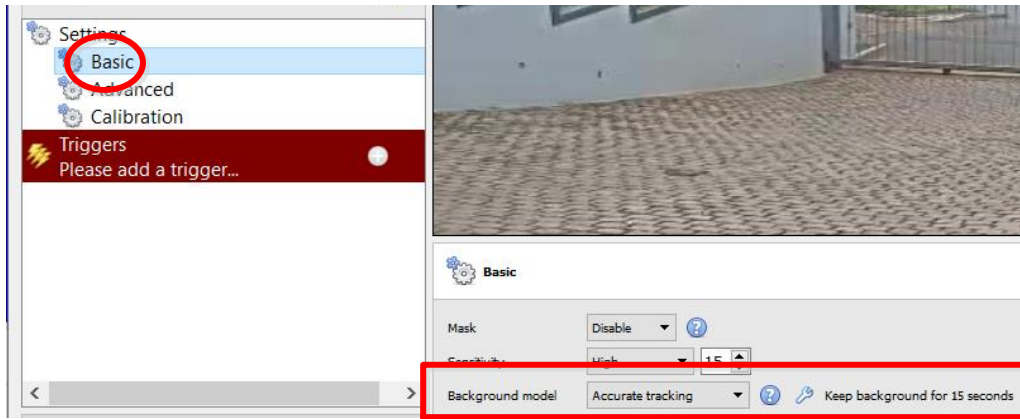 Settings
Basic
Advanced
Calibration
Triggers
Please add a trigger...
Basic
Mask Disable
Sensitivity High 15
Background model Accurate tracking Keep background for 15 seconds